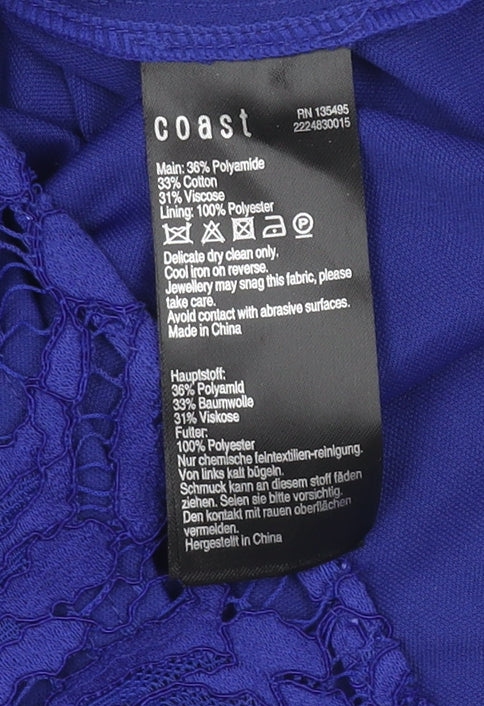 coast
RN 135495
2224830015
Main: 36% Polyamide
33% Cotton
31% Viscose
Lining: 100% Polyester
P
Delicate dry clean only.
Cool iron on reverse.
Jewellery may snag this fabric, please
take care.
Avoid contact with abrasive surfaces.
Made in China
Hauptstoff:
36% Polyamid
33% Baumwolle
31% Viskose
Futter:
100% Polyester
Nur chemische feintextilien-reinigung.
Von links kalt bügeln.
Schmuck kann an diesem stoff fäden
ziehen. Seien sie bitte vorsichtig.
Den kontakt mit rauen oberflächen
vermeiden.
Hergestellt in China